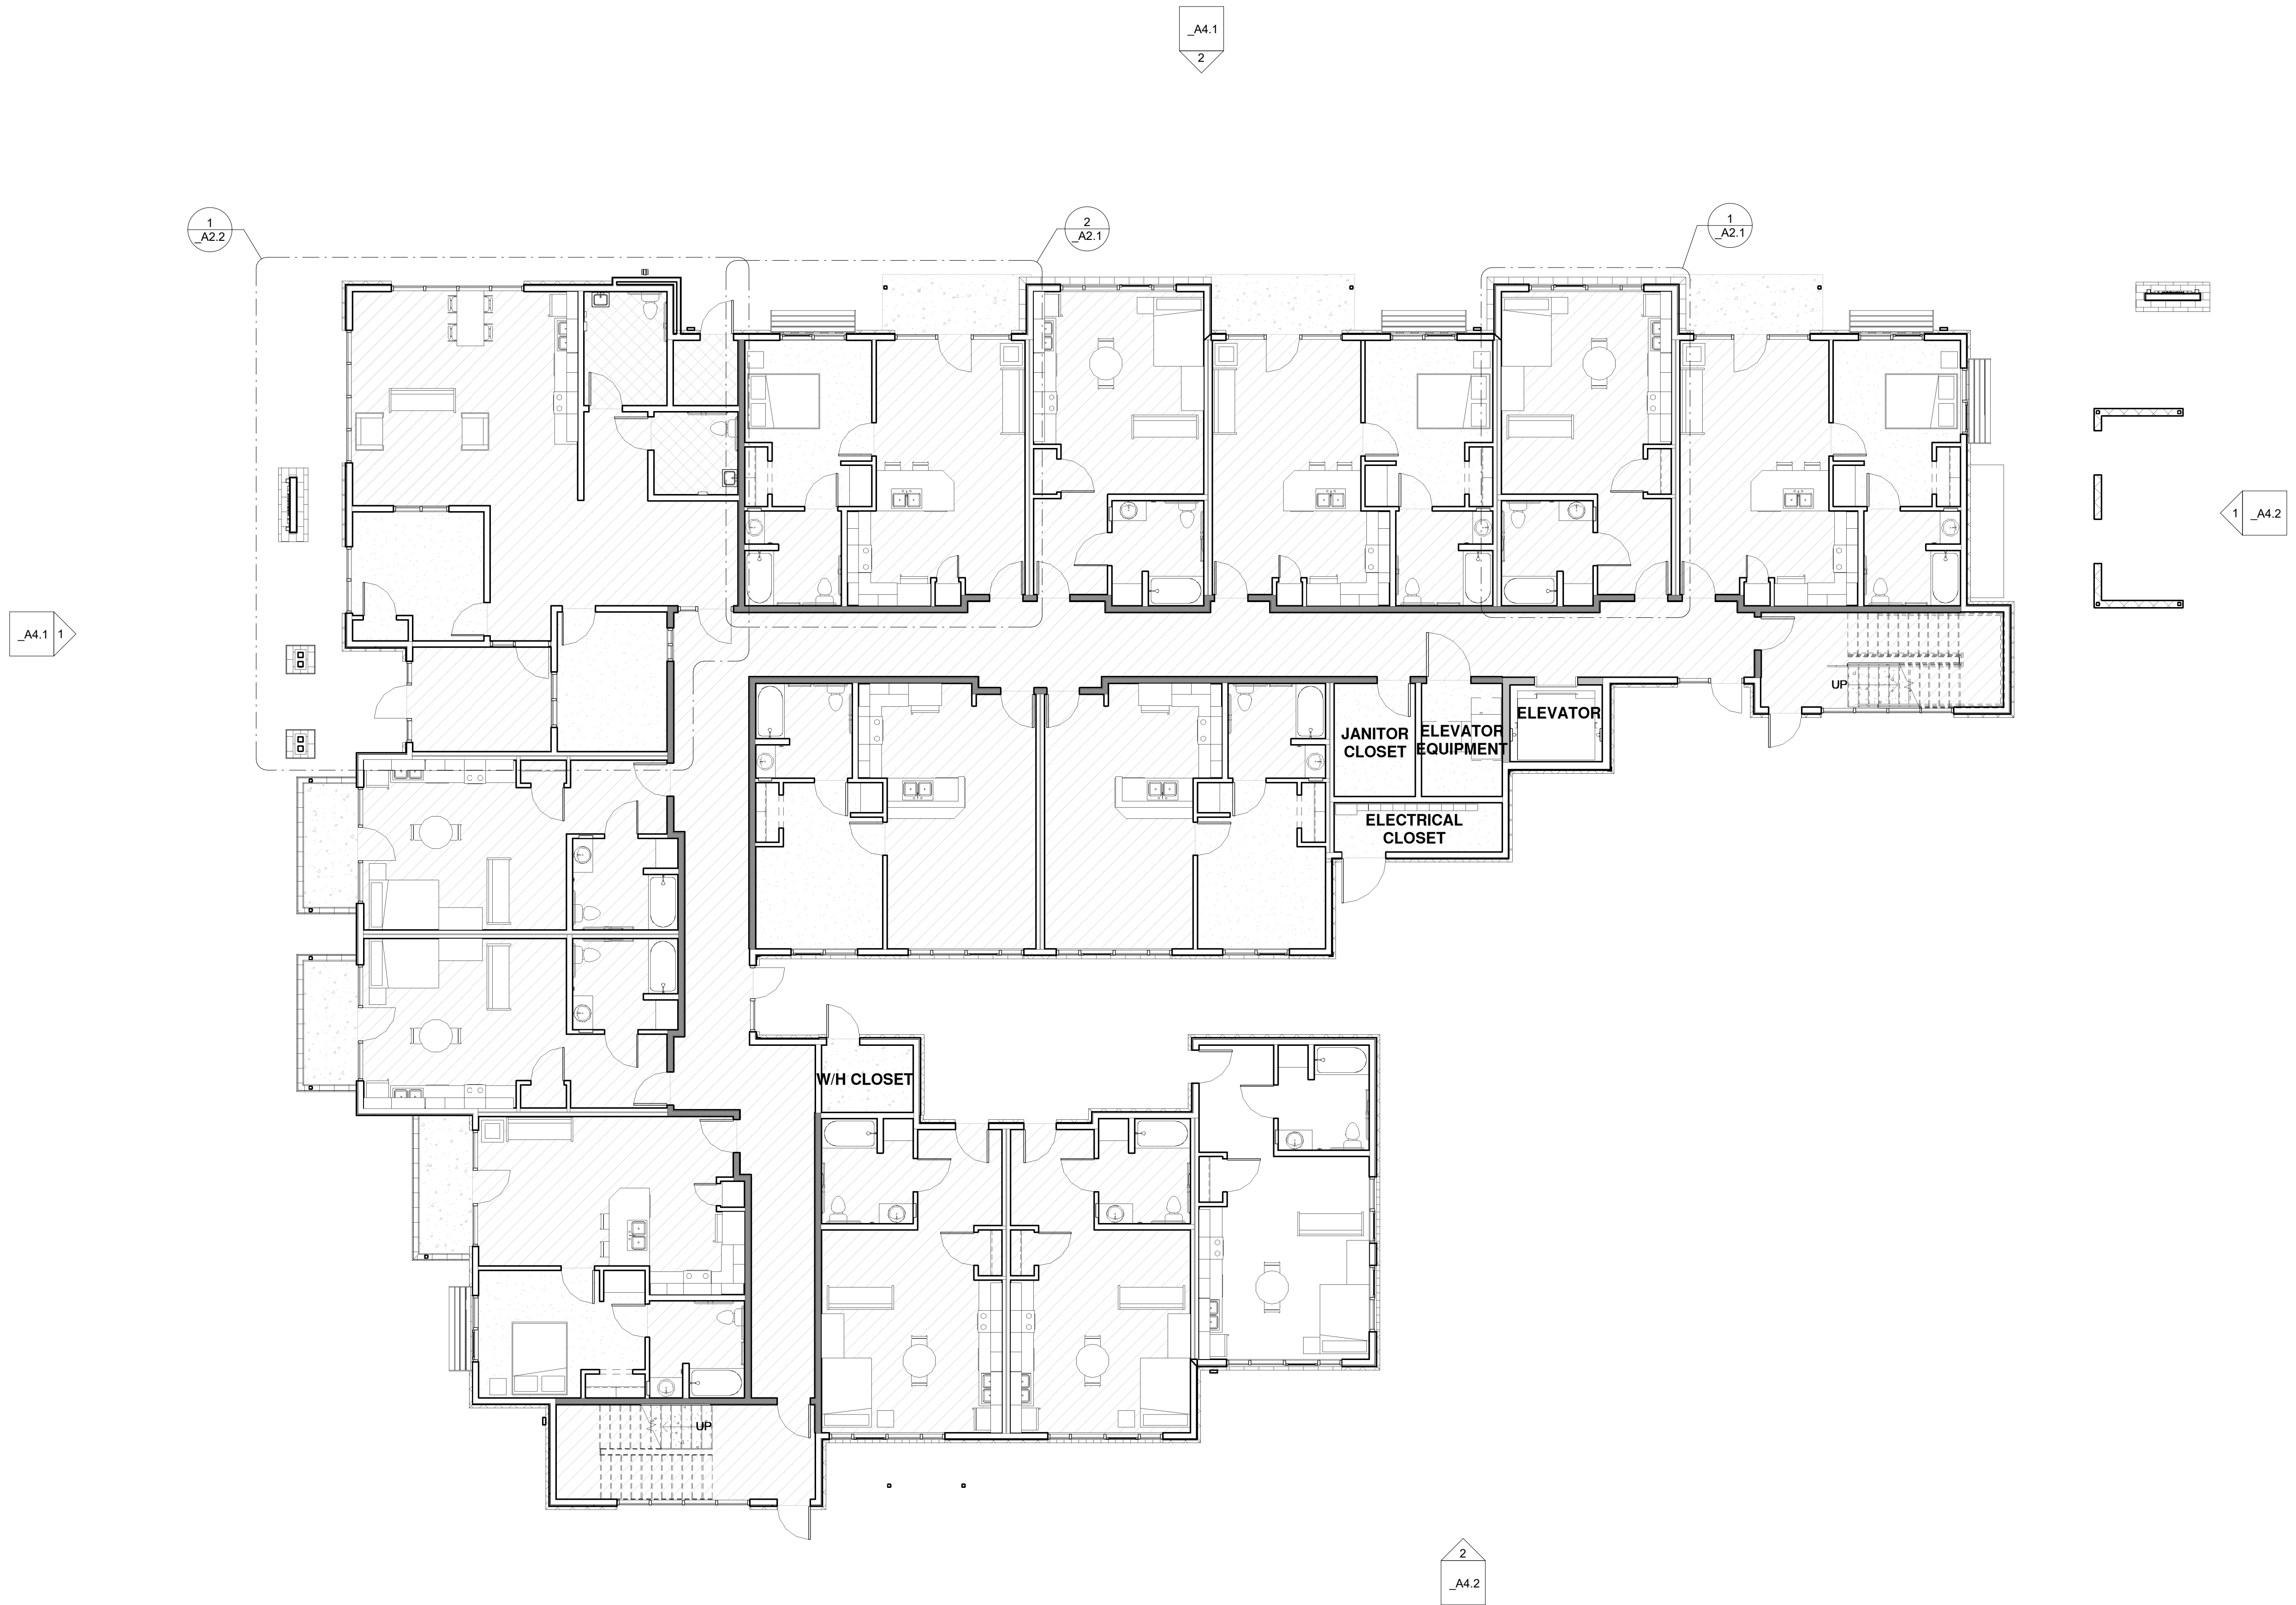 _A4.1
2
1
_A2.2
2
_A2.1
1
_A2.1
1
_A4.2
_A4.1
1
UP
ELEVATOR
JANITOR
CLOSET
ELEVATOR
EQUIPMENT
ELECTRICAL
CLOSET
W/H CLOSET
UP
2
_A4.2